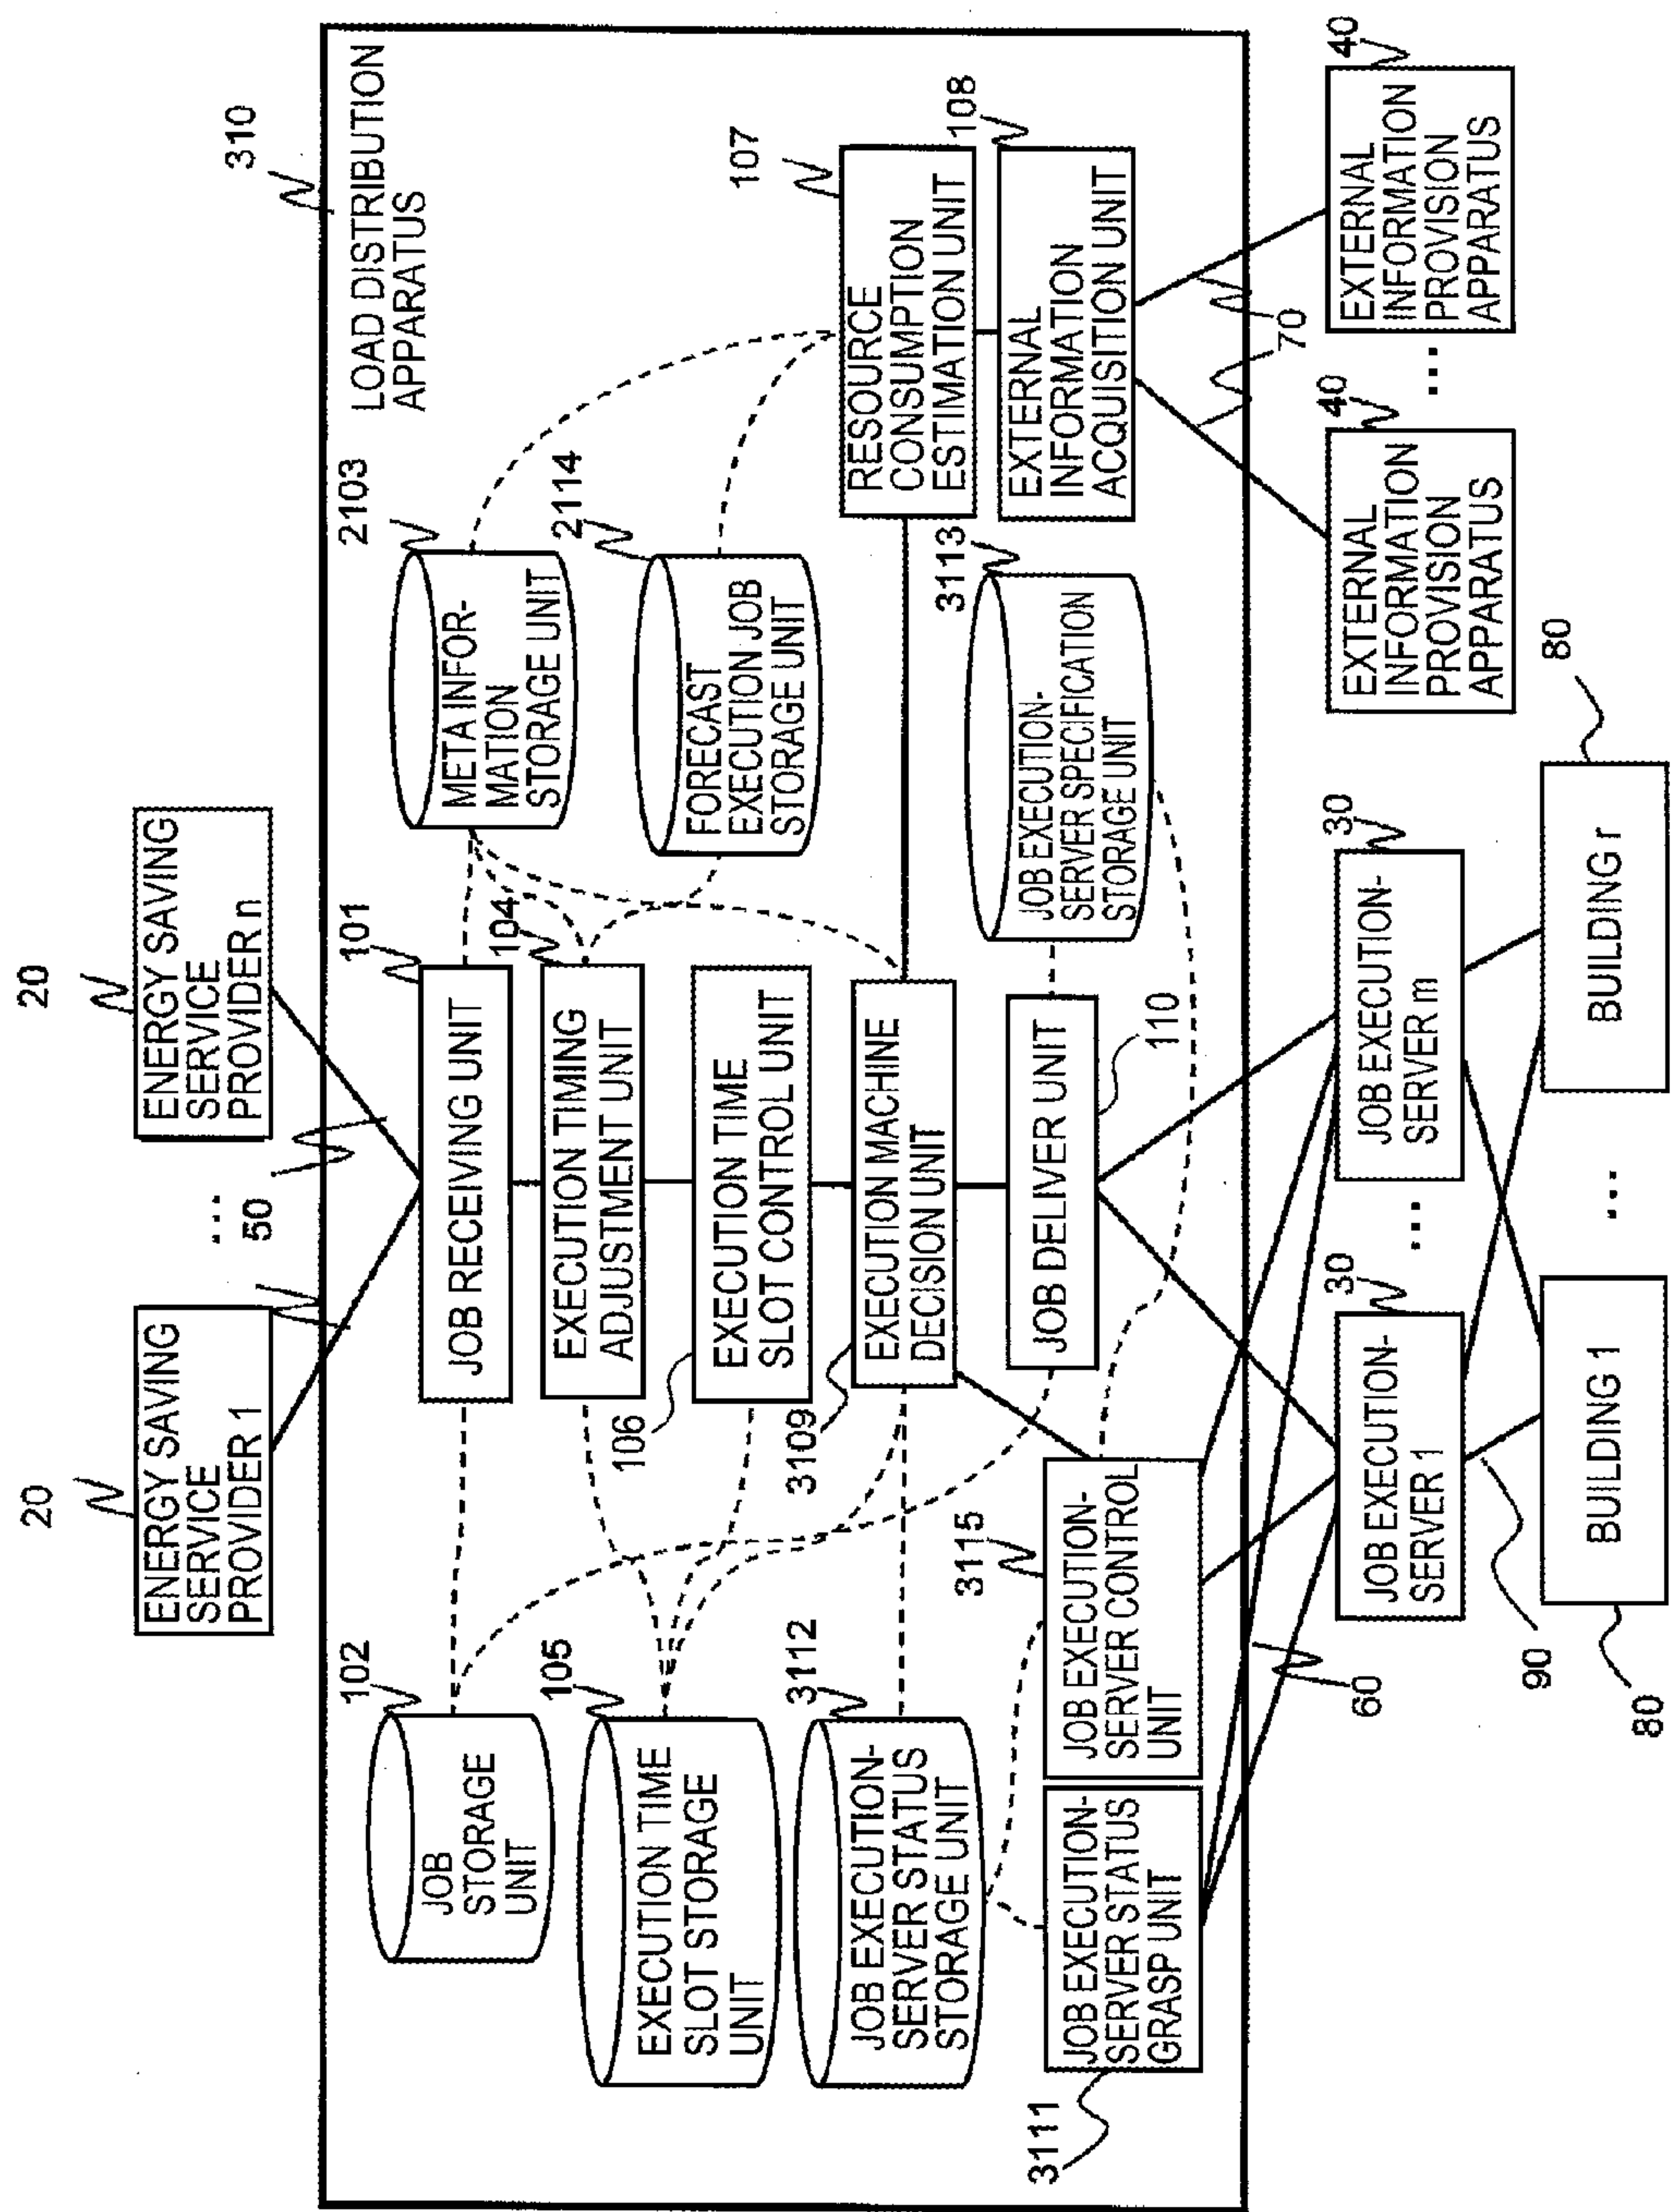 20
ENERGY SAVING
SERVICE
PROVIDER 1
...
50
20
ENERGY SAVING
SERVICE
PROVIDER n
310
LOAD DISTRIBUTION
APPARATUS
102
JOB
STORAGE
UNIT
101
JOB RECEIVING UNIT
2103
META INFOR-
MATION
STORAGE UNIT
105
EXECUTION TIME
SLOT STORAGE
UNIT
104
EXECUTION TIMING
ADJUSTMENT UNIT
106
EXECUTION TIME
SLOT CONTROL UNIT
2114
FORECAST
EXECUTION JOB
STORAGE UNIT
3112
JOB EXECUTION-
SERVER STATUS
STORAGE UNIT
3109
EXECUTION MACHINE
DECISION UNIT
107
RESOURCE
CONSUMPTION
ESTIMATION UNIT
3111
JOB EXECUTION-
SERVER STATUS
GRASP UNIT
3115
JOB EXECUTION-
SERVER CONTROL
UNIT
110
JOB DELIVER UNIT
3113
JOB EXECUTION-
SERVER SPECIFICATION
STORAGE UNIT
108
EXTERNAL
INFORMATION
ACQUISITION UNIT
60
70
30
JOB EXECUTION-
SERVER 1
...
30
JOB EXECUTION-
SERVER m
40
EXTERNAL
INFORMATION
PROVISION
APPARATUS
...
40
EXTERNAL
INFORMATION
PROVISION
APPARATUS
90
80
BUILDING 1
...
80
BUILDING r